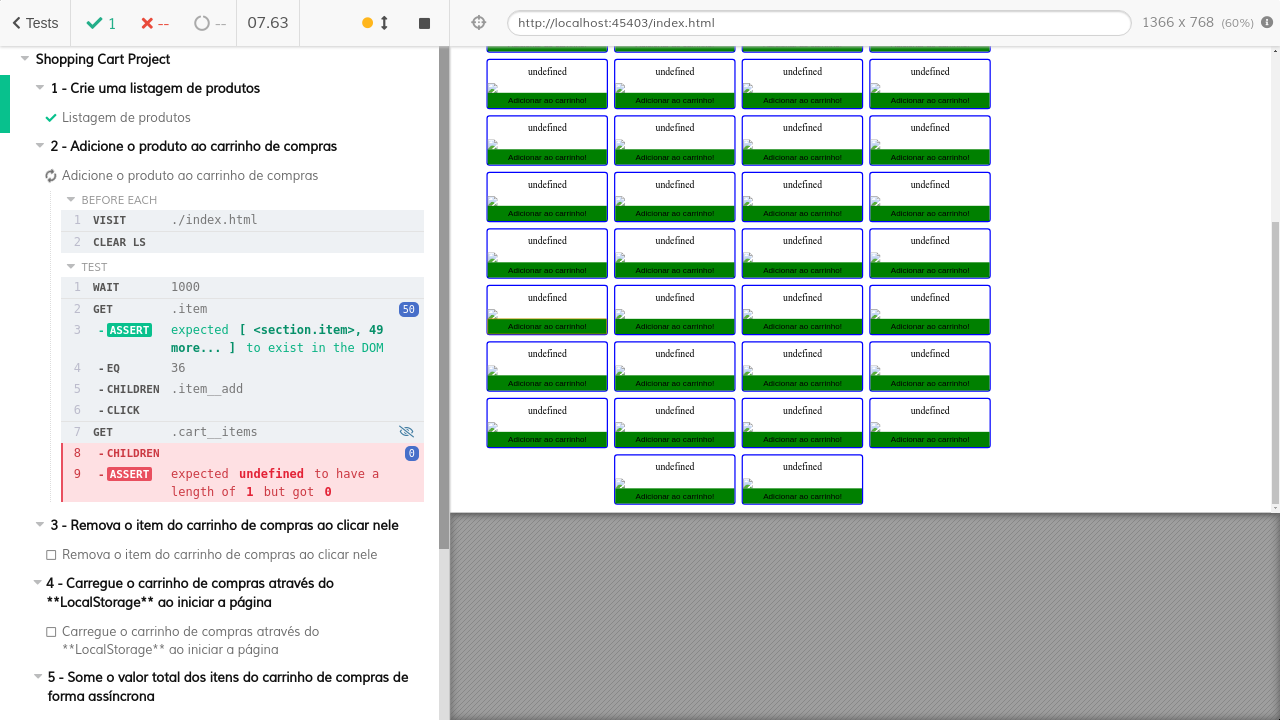 Tests
1
--
--
07.63
http://localhost:45403/index.html
1366 x 768 (60%)
Shopping Cart Project
1 - Crie uma listagem de produtos
Listagem de produtos
2 - Adicione o produto ao carrinho de compras
Adicione o produto ao carrinho de compras
BEFORE EACH
1 VISIT ./index.html
2 CLEAR LS
TEST
1 WAIT 1000
2 GET .item 50
3 -ASSERT expected [ <section.item>, 49
more... ] to exist in the DOM
4 -EQ 36
5 -CHILDREN .item__add
6 -CLICK
7 GET .cart__items
8 -CHILDREN 0
9 -ASSERT expected undefined to have a
length of 1 but got 0
3 - Remova o item do carrinho de compras ao clicar nele
Remova o item do carrinho de compras ao clicar nele
4 - Carregue o carrinho de compras através do
**LocalStorage** ao iniciar a página
Carregue o carrinho de compras através do
**LocalStorage** ao iniciar a página
5 - Some o valor total dos itens do carrinho de compras de
forma assíncrona
undefined undefined undefined undefined
Adicionar ao carrinho! Adicionar ao carrinho! Adicionar ao carrinho! Adicionar ao carrinho!
undefined undefined undefined undefined
Adicionar ao carrinho! Adicionar ao carrinho! Adicionar ao carrinho! Adicionar ao carrinho!
undefined undefined undefined undefined
Adicionar ao carrinho! Adicionar ao carrinho! Adicionar ao carrinho! Adicionar ao carrinho!
undefined undefined undefined undefined
Adicionar ao carrinho! Adicionar ao carrinho! Adicionar ao carrinho! Adicionar ao carrinho!
undefined undefined undefined undefined
Adicionar ao carrinho! Adicionar ao carrinho! Adicionar ao carrinho! Adicionar ao carrinho!
undefined undefined undefined undefined
Adicionar ao carrinho! Adicionar ao carrinho! Adicionar ao carrinho! Adicionar ao carrinho!
undefined undefined undefined undefined
Adicionar ao carrinho! Adicionar ao carrinho! Adicionar ao carrinho! Adicionar ao carrinho!
undefined undefined
Adicionar ao carrinho! Adicionar ao carrinho!